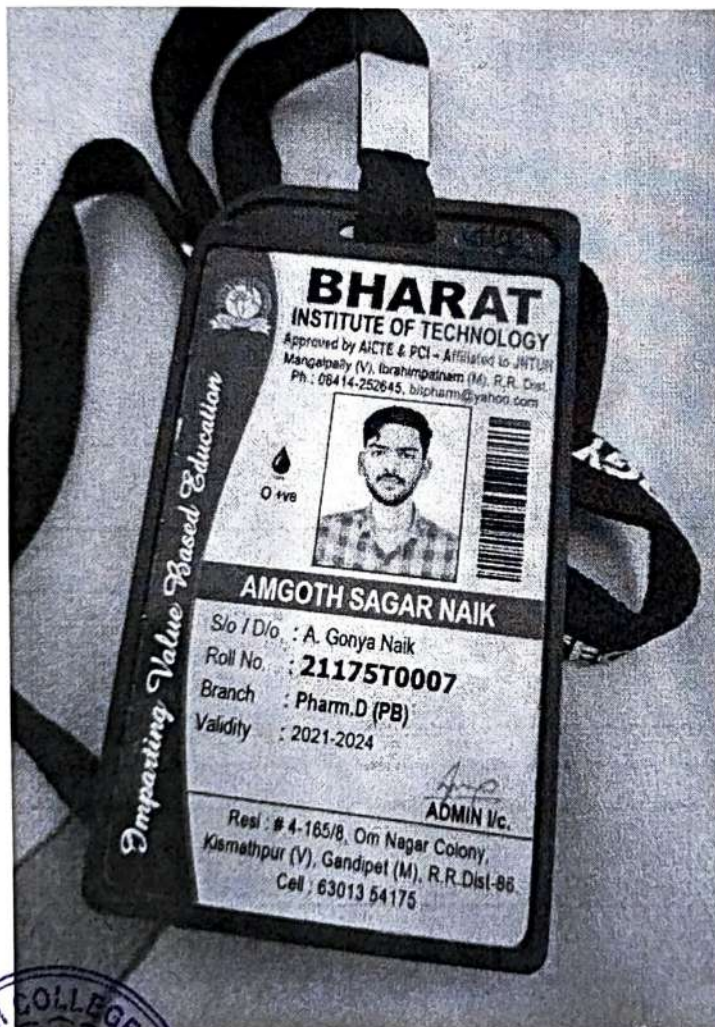 BHARAT
INSTITUTE OF TECHNOLOGY
Approved by AICTE & PCI - Affiliated to JNTUH
Mangalpally (V), Ibrahimpatnam (M), R.R. Dist.
Ph : 08414-252645, bitpharm@yahoo.com
O +ve
Imparting Value Based Education
AMGOTH SAGAR NAIK
S/o / D/o : A. Gonya Naik
Roll No. : 21175T0007
Branch : Pharm.D (PB)
Validity : 2021-2024
ADMIN I/c.
Resi : # 4-165/8, Om Nagar Colony,
Kismathpur (V), Gandipet (M), R.R.Dist-86
Cell : 63013 54175
COLLEGE